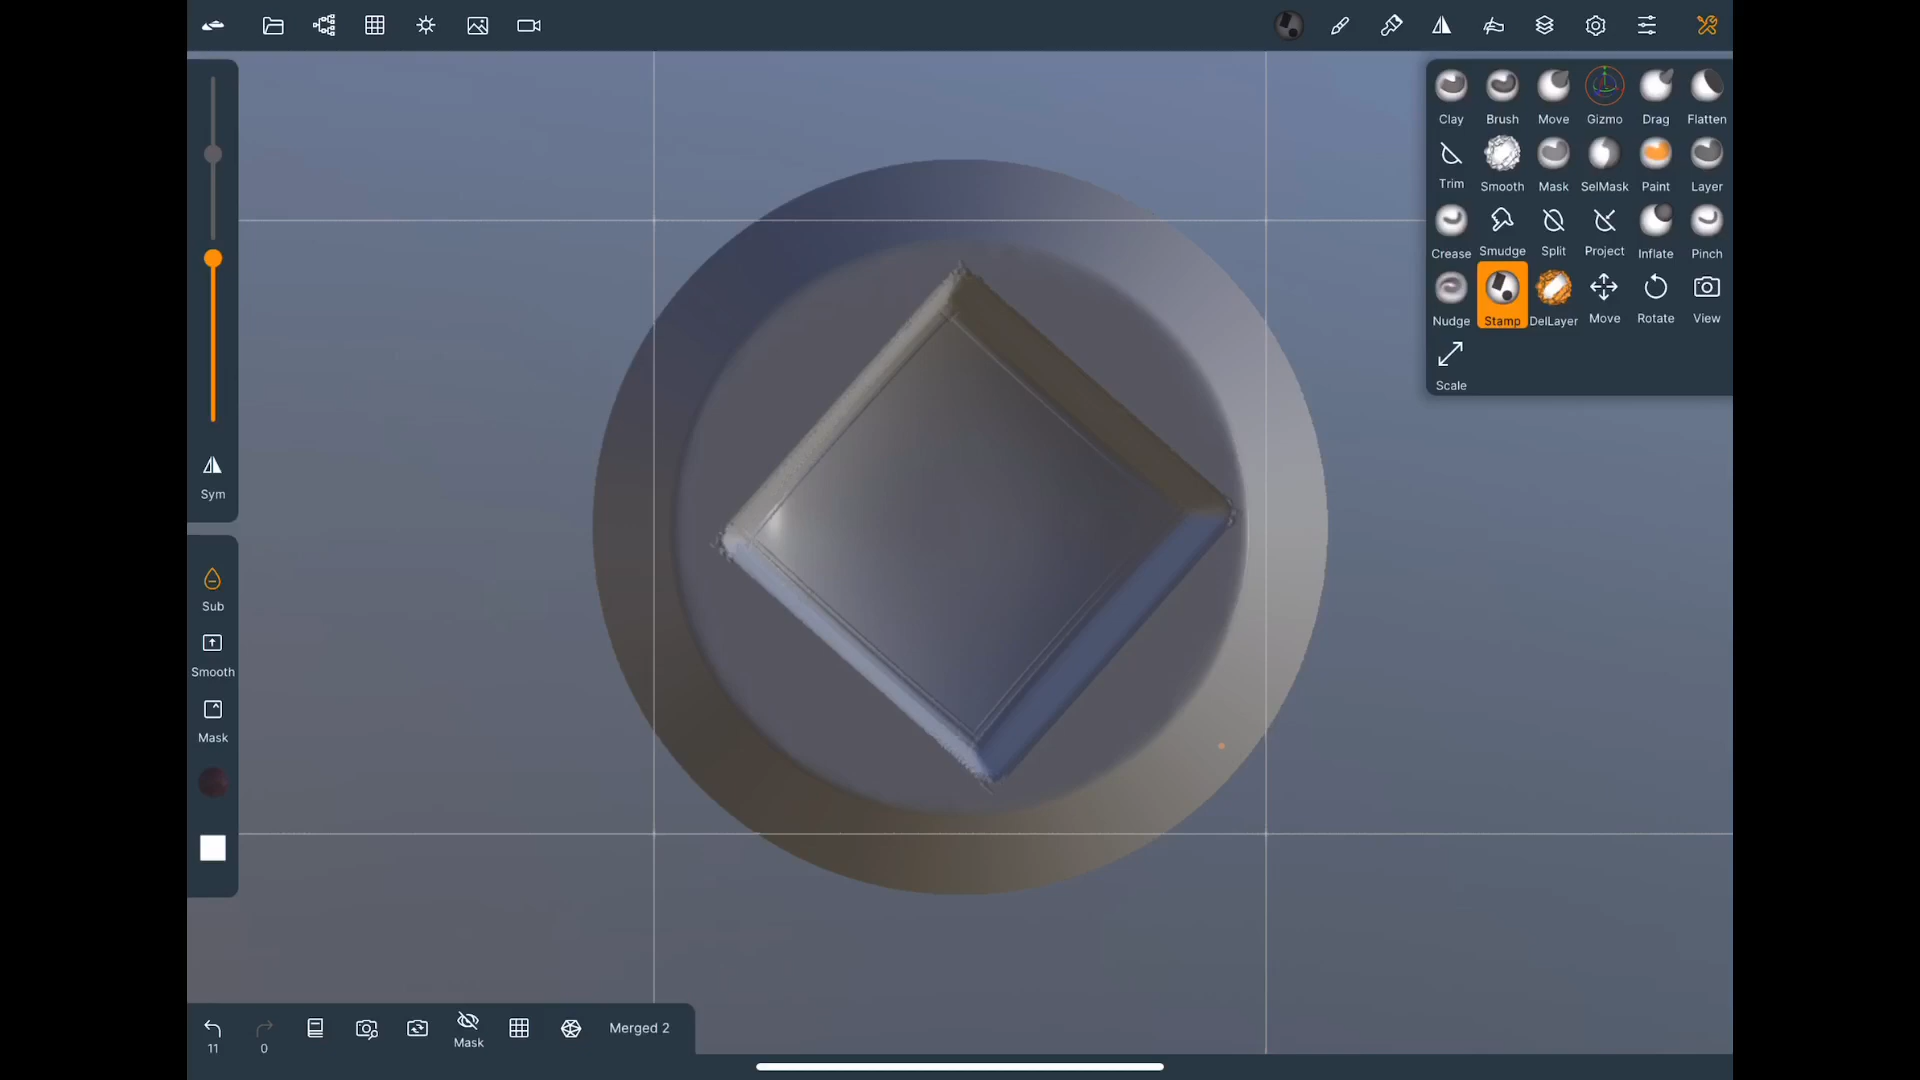 Clay Brush Move Gizmo Drag Flatten
Trim Smooth Mask SelMask Paint Layer
Crease Smudge Split Project Inflate Pinch
Nudge Stamp DelLayer Move Rotate View
Scale
Sym
Sub
Smooth
Mask
11 0 Mask Merged 2